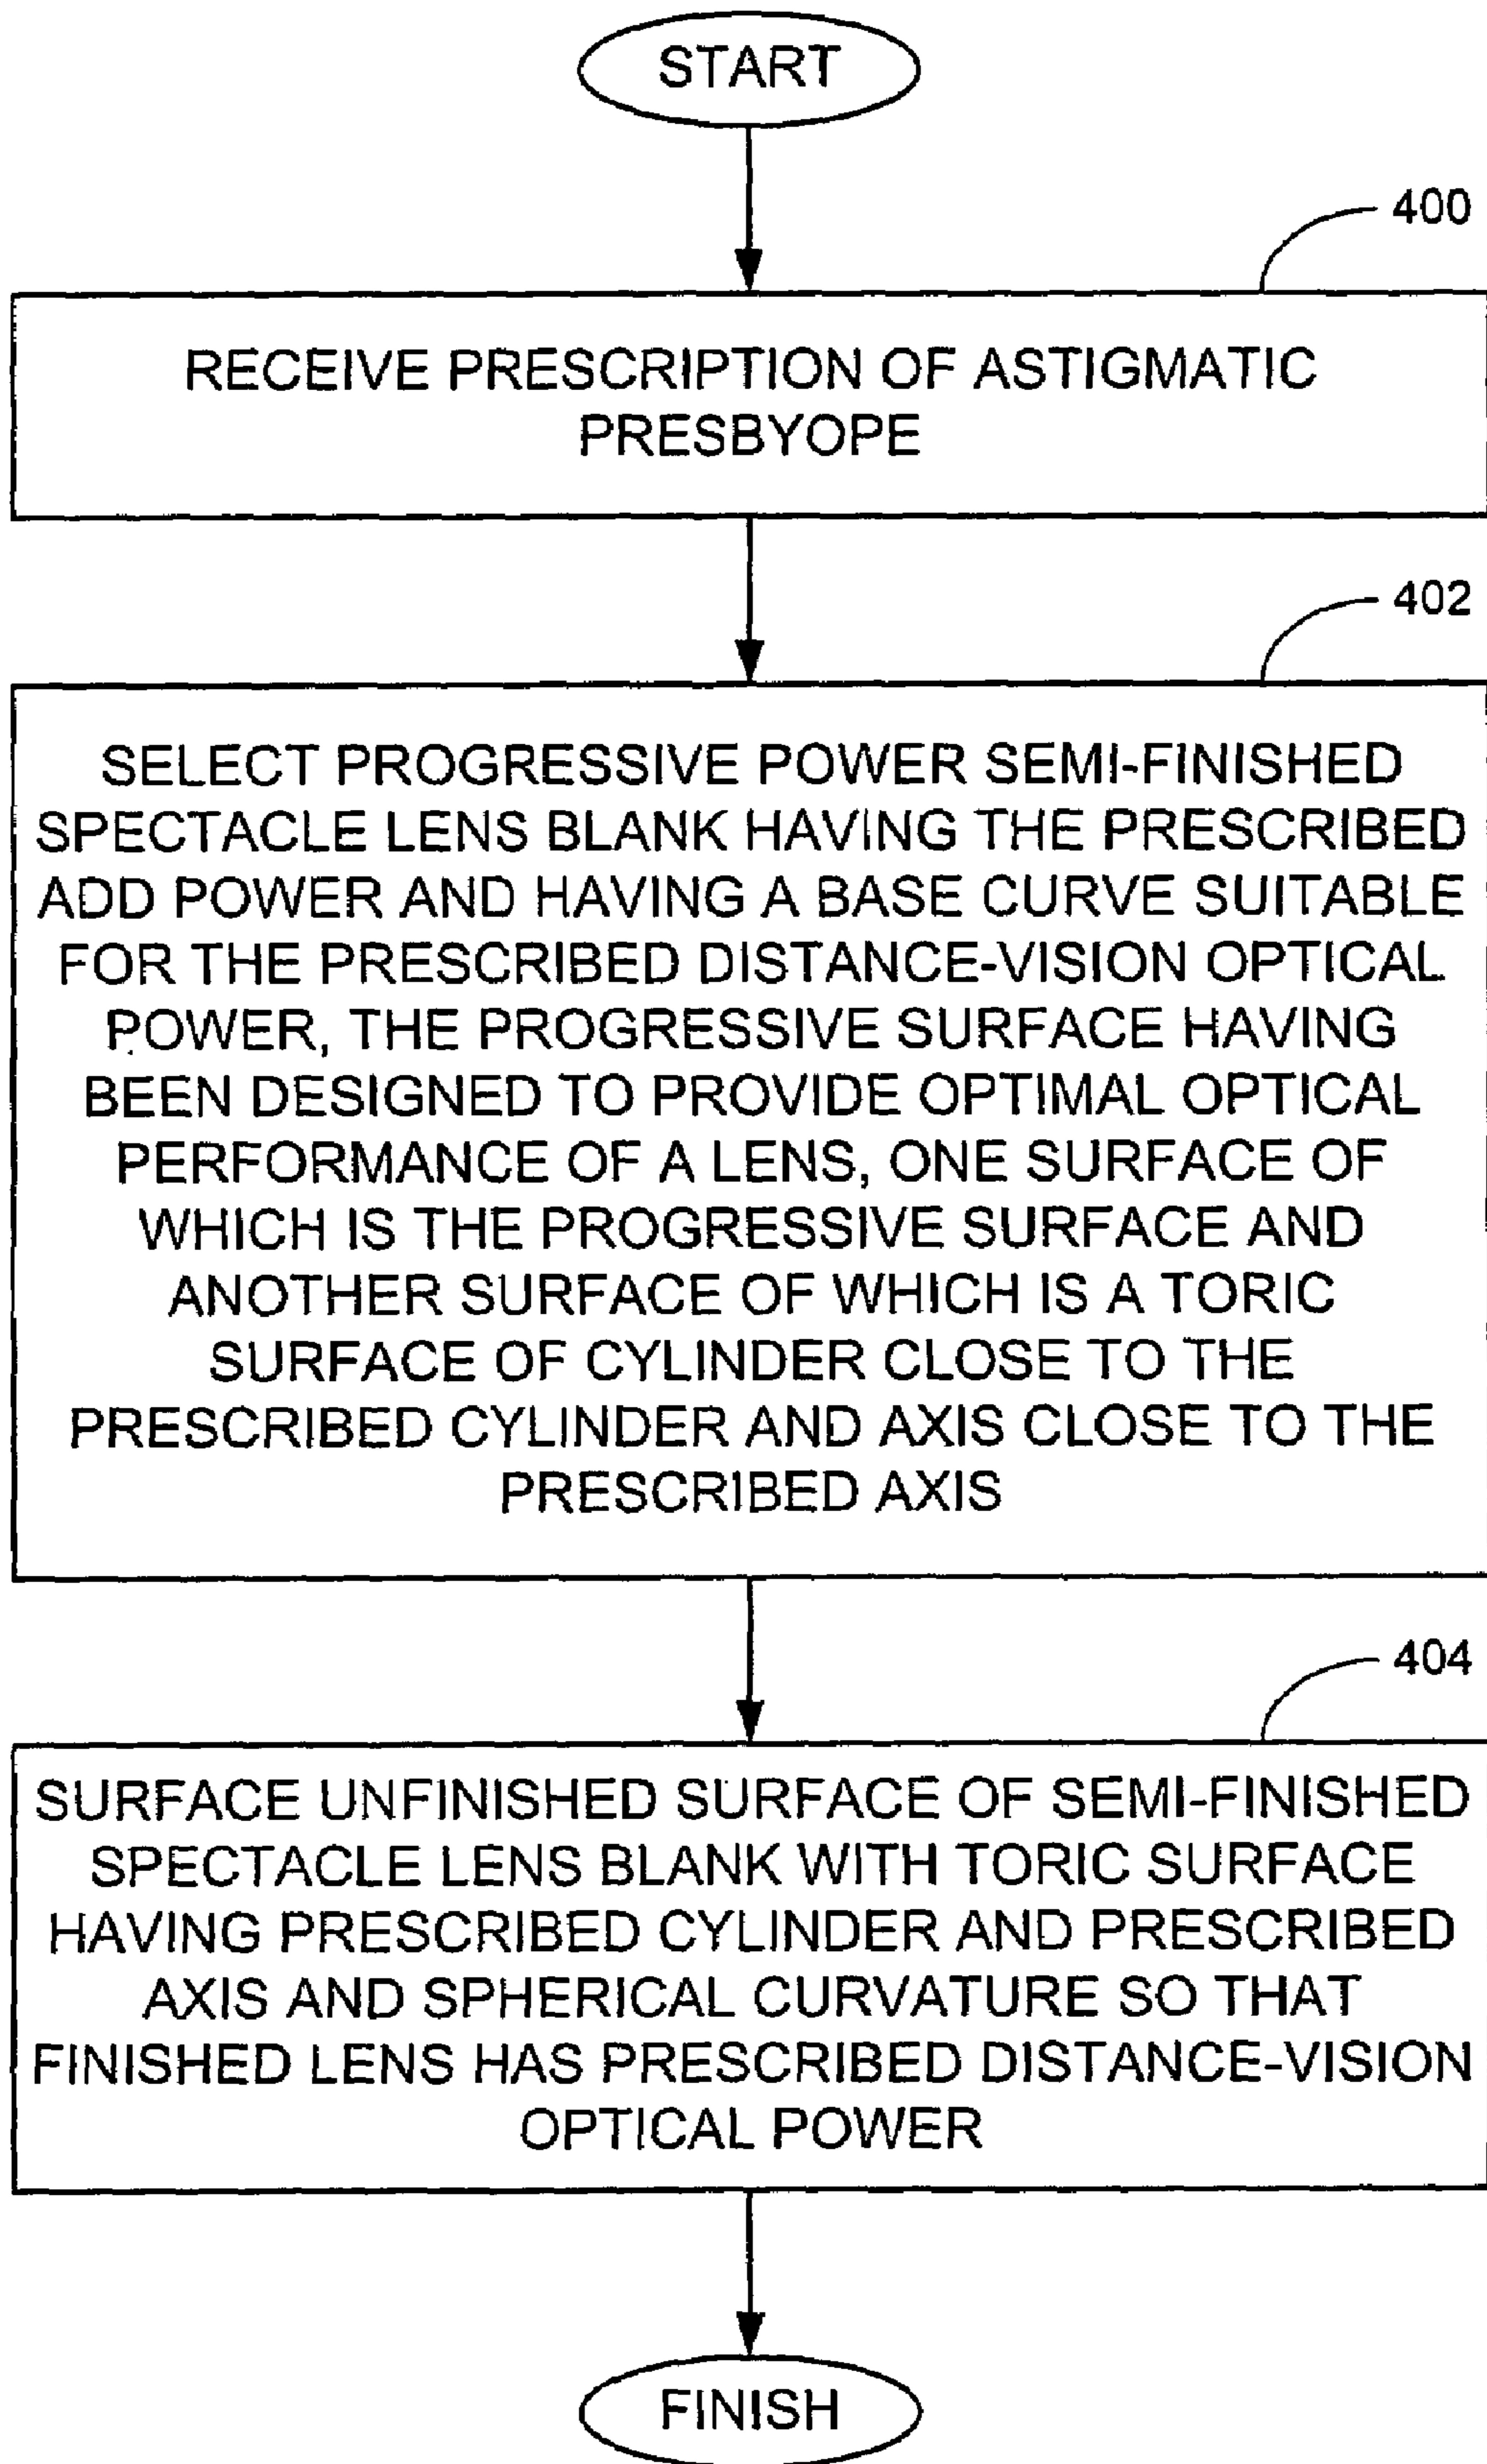 START
400
RECEIVE PRESCRIPTION OF ASTIGMATIC
PRESBYOPE
402
SELECT PROGRESSIVE POWER SEMI-FINISHED
SPECTACLE LENS BLANK HAVING THE PRESCRIBED
ADD POWER AND HAVING A BASE CURVE SUITABLE
FOR THE PRESCRIBED DISTANCE-VISION OPTICAL
POWER, THE PROGRESSIVE SURFACE HAVING
BEEN DESIGNED TO PROVIDE OPTIMAL OPTICAL
PERFORMANCE OF A LENS, ONE SURFACE OF
WHICH IS THE PROGRESSIVE SURFACE AND
ANOTHER SURFACE OF WHICH IS A TORIC
SURFACE OF CYLINDER CLOSE TO THE
PRESCRIBED CYLINDER AND AXIS CLOSE TO THE
PRESCRIBED AXIS
404
SURFACE UNFINISHED SURFACE OF SEMI-FINISHED
SPECTACLE LENS BLANK WITH TORIC SURFACE
HAVING PRESCRIBED CYLINDER AND PRESCRIBED
AXIS AND SPHERICAL CURVATURE SO THAT
FINISHED LENS HAS PRESCRIBED DISTANCE-VISION
OPTICAL POWER
FINISH